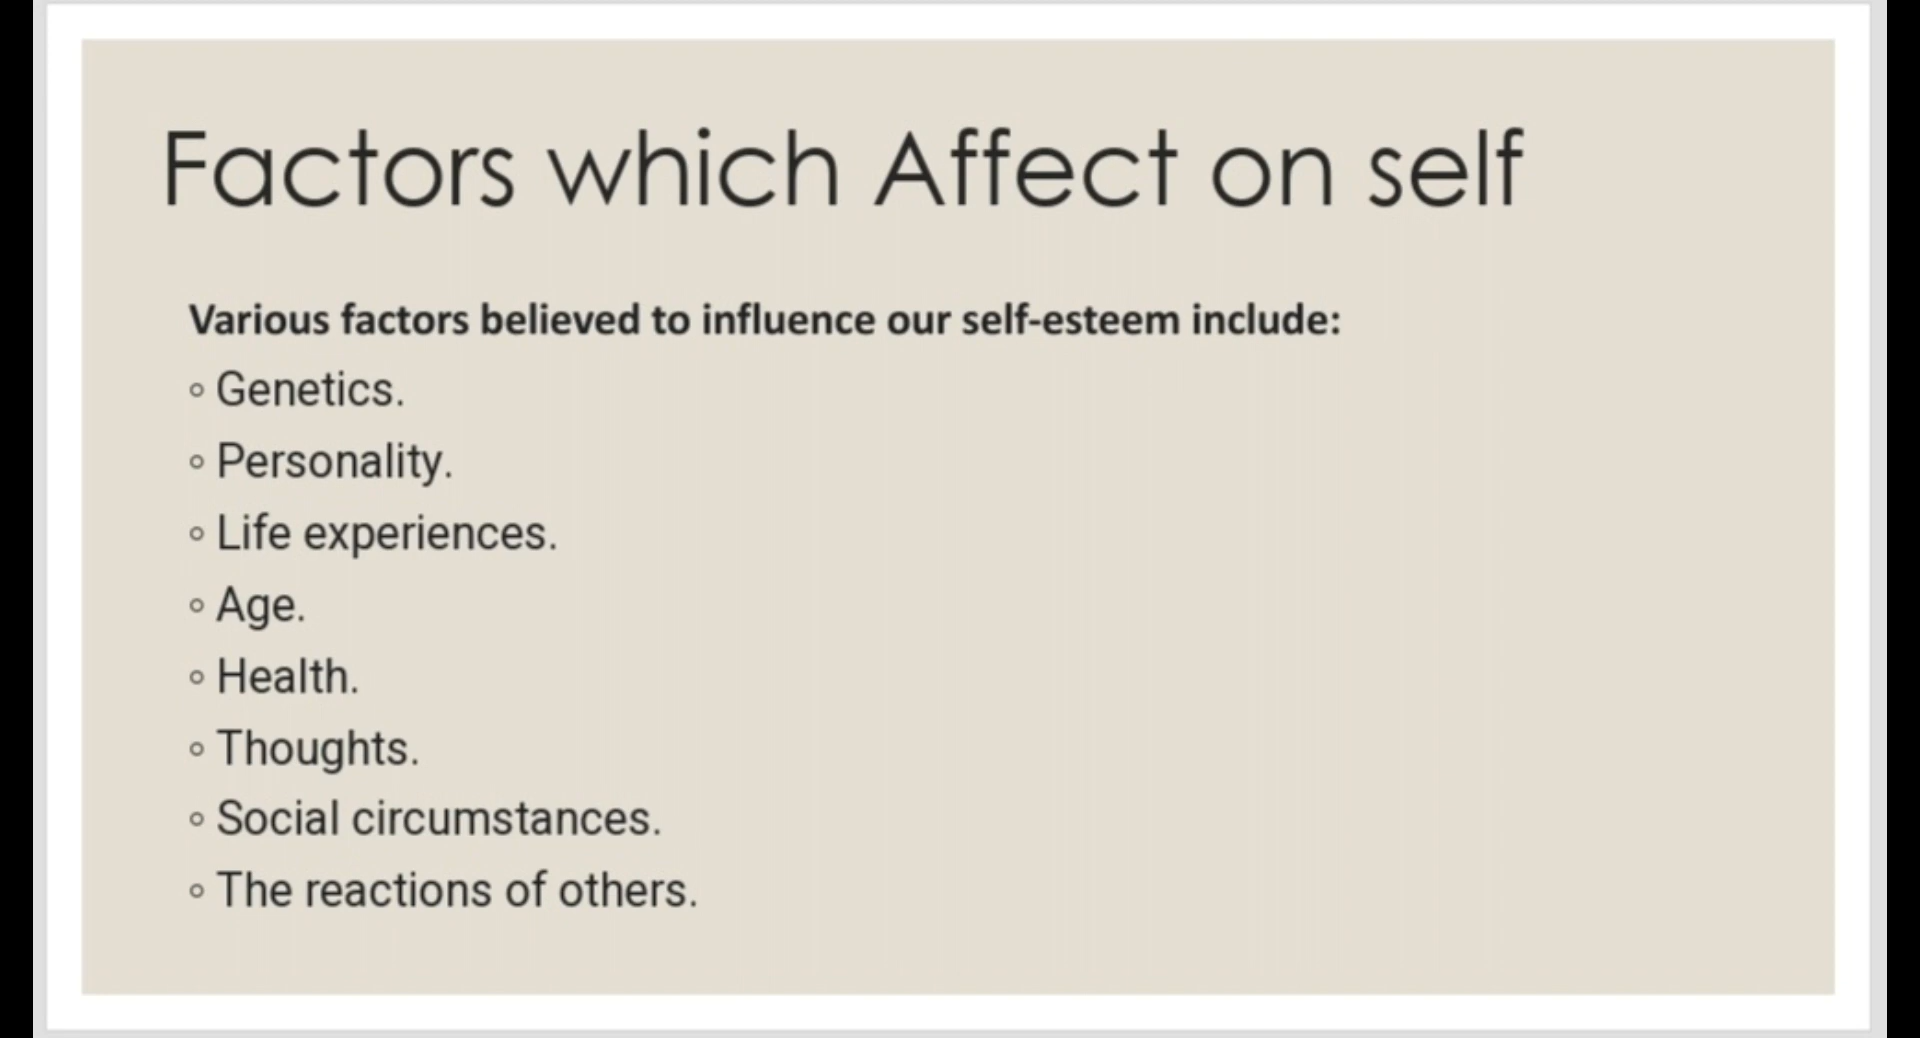 Factors which Affect on self
Various factors believed to influence our self-esteem include:
◦ Genetics.
◦ Personality.
◦ Life experiences.
◦ Age.
◦ Health.
◦ Thoughts.
◦ Social circumstances.
◦ The reactions of others.